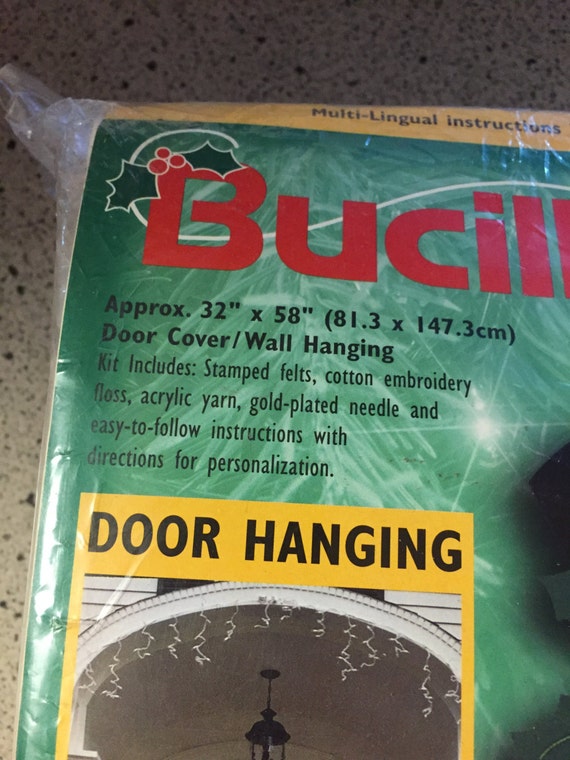 Multi-Lingual instructions
Bucill
Approx. 32" x 58" (81.3 x 147.3cm)
Door Cover/Wall Hanging
Kit Includes: Stamped felts, cotton embroidery
floss, acrylic yarn, gold-plated needle and
easy-to-follow instructions with
directions for personalization.
DOOR HANGING